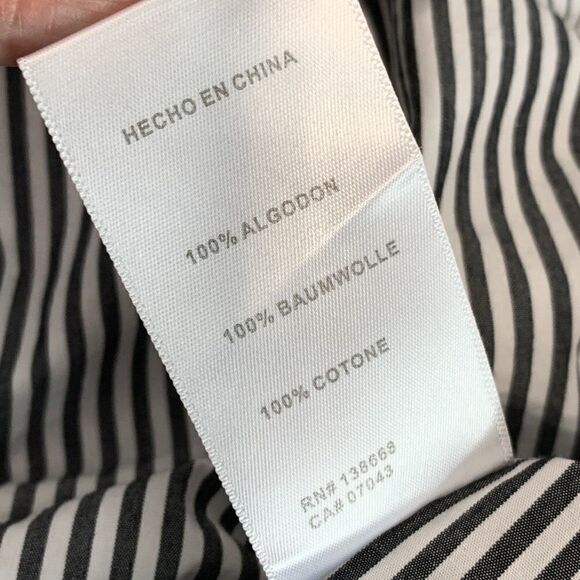 HECHO EN CHINA
100% ALGODON
100% BAUMWOLLE
100% COTONE
RN# 138668
CA# 07043